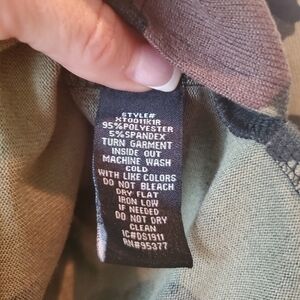 STYLE#
XT0011K1R
95%POLYESTER
5%SPANDEX
TURN GARMENT
INSIDE OUT
MACHINE WASH
COLD
WITH LIKE COLORS
DO NOT BLEACH
DRY FLAT
IRON LOW
IF NEEDED
DO NOT DRY
CLEAN
IC#DS1911
RN#95377